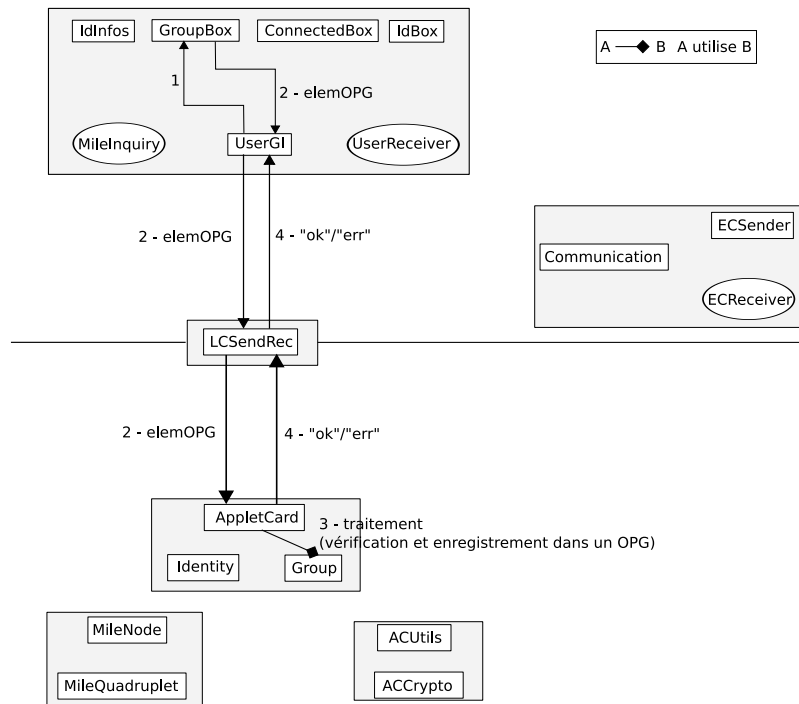 IdInfos
GroupBox
ConnectedBox
IdBox
A B A utilise B
1
2 - elemOPG
MileInquiry
UserGI
UserReceiver
2 - elemOPG
4 - "ok"/"err"
ECSender
Communication
ECReceiver
LCSendRec
2 - elemOPG
4 - "ok"/"err"
AppletCard
3 - traitement
(vérification et enregistrement dans un OPG)
Identity
Group
MileNode
MileQuadruplet
ACUtils
ACCrypto